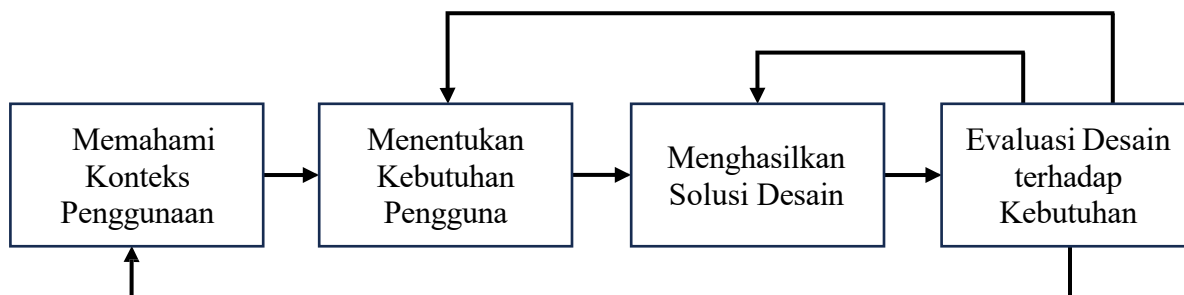 Memahami
Konteks
Penggunaan
Menentukan
Kebutuhan
Pengguna
Menghasilkan
Solusi Desain
Evaluasi Desain
terhadap
Kebutuhan